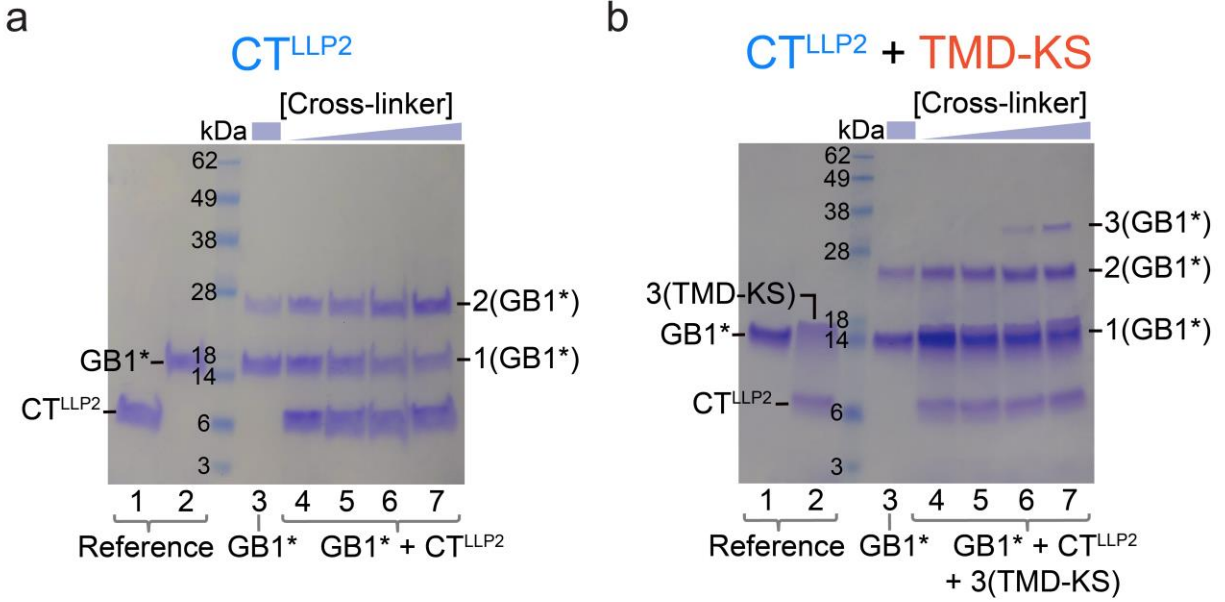 a
CT^LLP2
[Cross-linker]
kDa
62
49
38
28
18
14
6
3
GB1*
CT^LLP2
2(GB1*)
1(GB1*)
1 2 3 4 5 6 7
Reference GB1* GB1* + CT^LLP2
b
CT^LLP2 + TMD-KS
[Cross-linker]
kDa
62
49
38
28
18
14
6
3
3(TMD-KS)
GB1*
CT^LLP2
3(GB1*)
2(GB1*)
1(GB1*)
1 2 3 4 5 6 7
Reference GB1* GB1* + CT^LLP2
+ 3(TMD-KS)